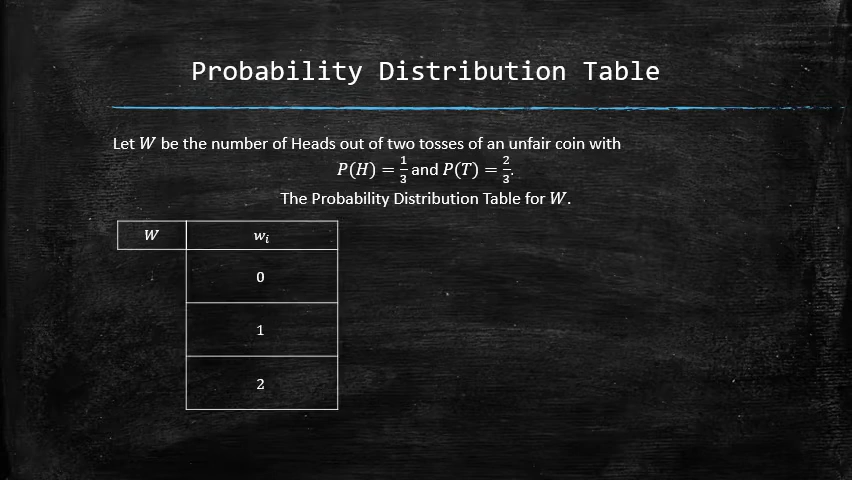 Probability Distribution Table
Let W be the number of Heads out of two tosses of an unfair coin with
P(H) = 1/3 and P(T) = 2/3.
The Probability Distribution Table for W.
W wᵢ
0
1
2